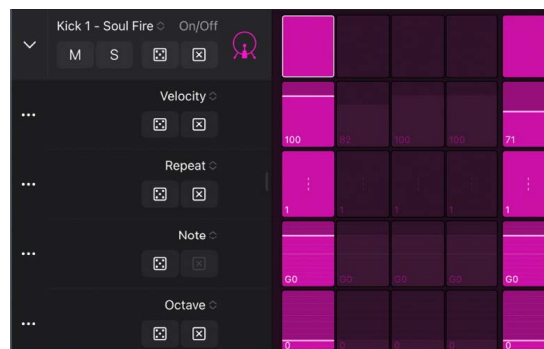 Kick 1 - Soul Fire On/Off
M S
Velocity
100 62 100 100 71
Repeat
1 1 1 1 1
Note
G0 G0 G0 G0 G0
Octave
0 0 0 0 0